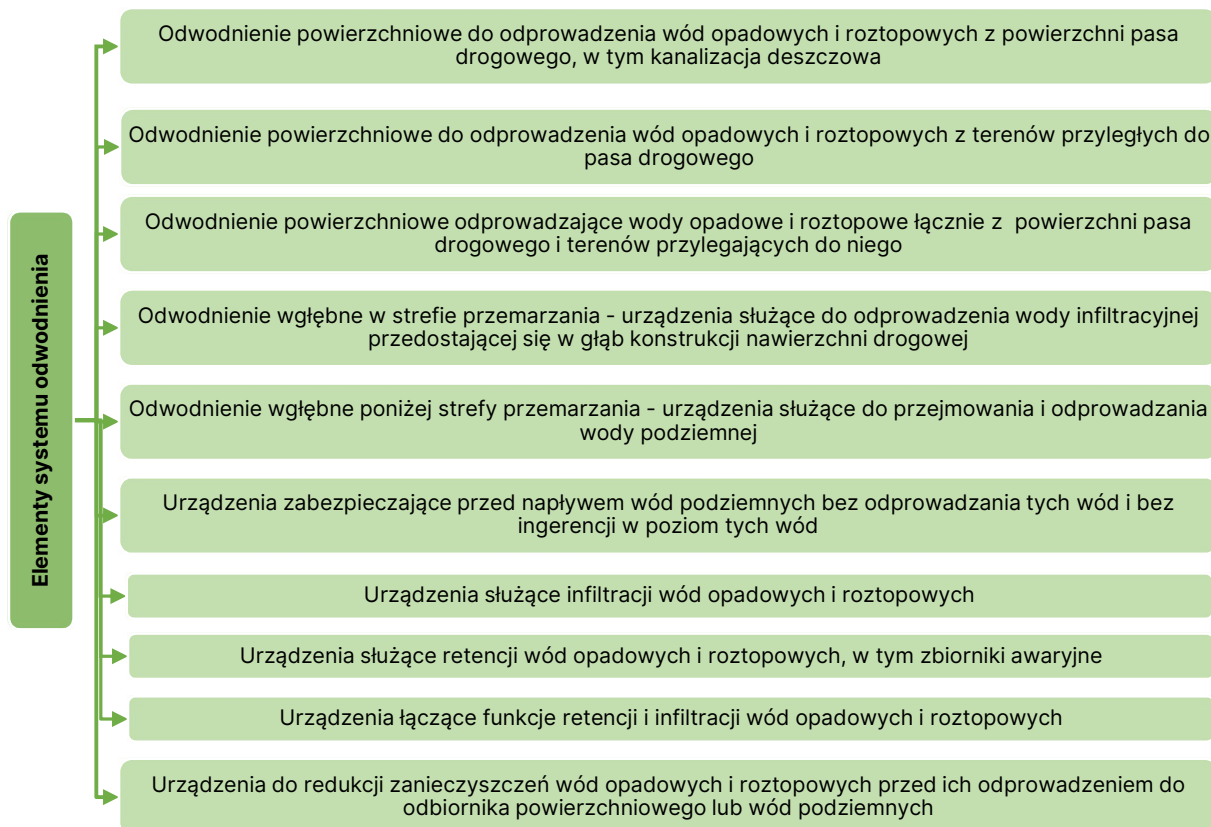 Elementy systemu odwodnienia
Odwodnienie powierzchniowe do odprowadzenia wód opadowych i roztopowych z powierzchni pasa
drogowego, w tym kanalizacja deszczowa
Odwodnienie powierzchniowe do odprowadzenia wód opadowych i roztopowych z terenów przyległych do
pasa drogowego
Odwodnienie powierzchniowe odprowadzające wody opadowe i roztopowe łącznie z  powierzchni pasa
drogowego i terenów przylegających do niego
Odwodnienie wgłębne w strefie przemarzania - urządzenia służące do odprowadzenia wody infiltracyjnej
przedostającej się w głąb konstrukcji nawierzchni drogowej
Odwodnienie wgłębne poniżej strefy przemarzania - urządzenia służące do przejmowania i odprowadzania
wody podziemnej
Urządzenia zabezpieczające przed napływem wód podziemnych bez odprowadzania tych wód i bez
ingerencji w poziom tych wód
Urządzenia służące infiltracji wód opadowych i roztopowych
Urządzenia służące retencji wód opadowych i roztopowych, w tym zbiorniki awaryjne
Urządzenia łączące funkcje retencji i infiltracji wód opadowych i roztopowych
Urządzenia do redukcji zanieczyszczeń wód opadowych i roztopowych przed ich odprowadzeniem do
odbiornika powierzchniowego lub wód podziemnych